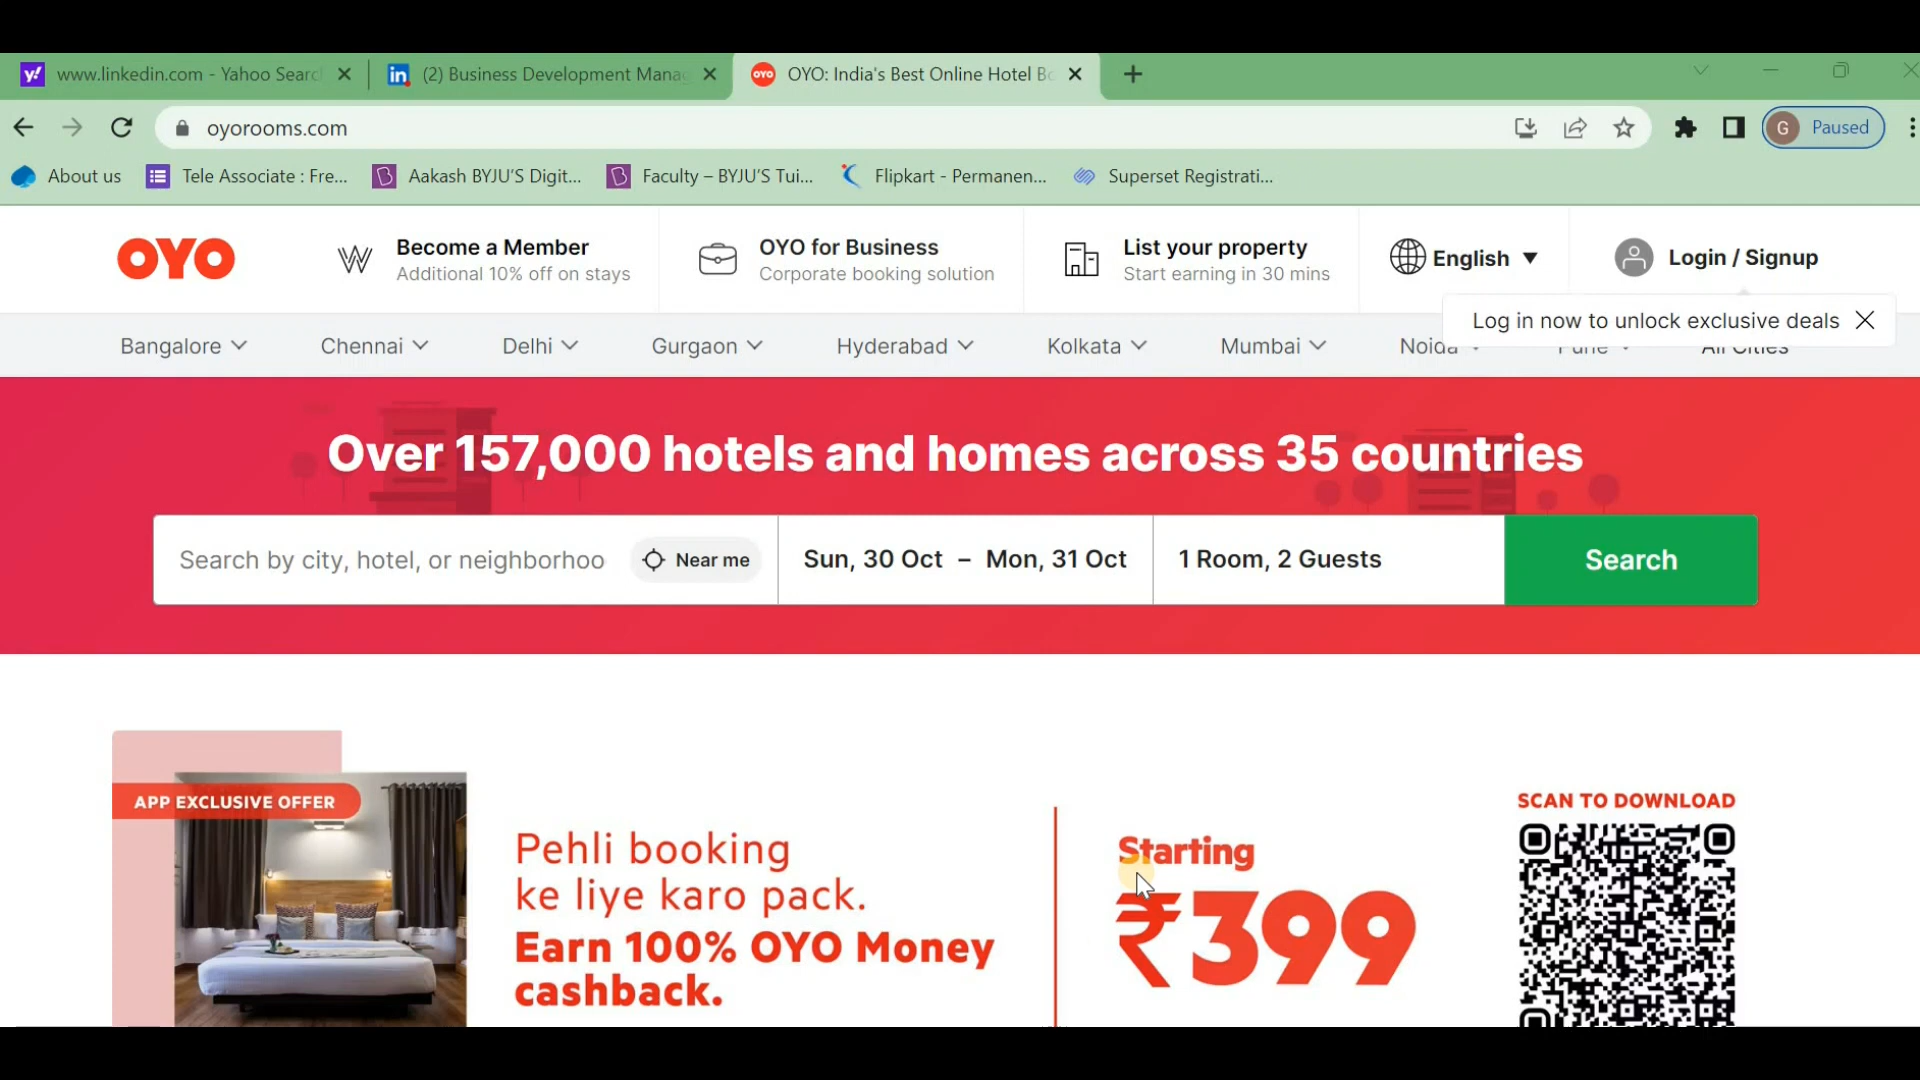 www.linkedin.com - Yahoo Searc
(2) Business Development Mana
OYO: India's Best Online Hotel Bo
oyorooms.com
Paused
About us
Tele Associate : Fre...
Aakash BYJU'S Digit...
Faculty – BYJU'S Tui...
Flipkart - Permanen...
Superset Registrati...
OYO
Become a Member
Additional 10% off on stays
OYO for Business
Corporate booking solution
List your property
Start earning in 30 mins
English
Login / Signup
Log in now to unlock exclusive deals
Bangalore
Chennai
Delhi
Gurgaon
Hyderabad
Kolkata
Mumbai
Noida
Pune
All Cities
Over 157,000 hotels and homes across 35 countries
Search by city, hotel, or neighborhoo
Near me
Sun, 30 Oct – Mon, 31 Oct
1 Room, 2 Guests
Search
APP EXCLUSIVE OFFER
Pehli booking
ke liye karo pack.
Earn 100% OYO Money
cashback.
Starting
₹399
SCAN TO DOWNLOAD